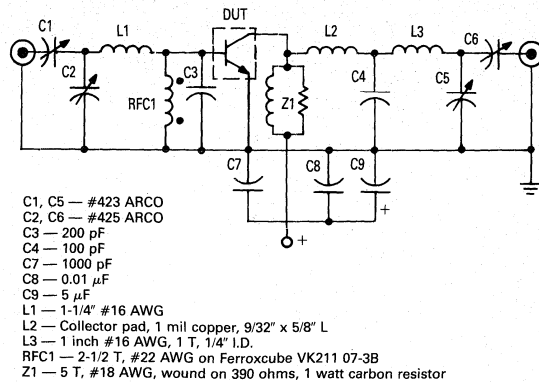 DUT
C1
L1
L2
L3
C6
C2
RFC1
C3
Z1
C4
C5
C7
C8
C9
+
+
C1, C5 — #423 ARCO
C2, C6 — #425 ARCO
C3 — 200 pF
C4 — 100 pF
C7 — 1000 pF
C8 — 0.01 μF
C9 — 5 μF
L1 — 1-1/4" #16 AWG
L2 — Collector pad, 1 mil copper, 9/32" x 5/8" L
L3 — 1 inch #16 AWG, 1 T, 1/4" I.D.
RFC1 — 2-1/2 T, #22 AWG on Ferroxcube VK211 07-3B
Z1 — 5 T, #18 AWG, wound on 390 ohms, 1 watt carbon resistor